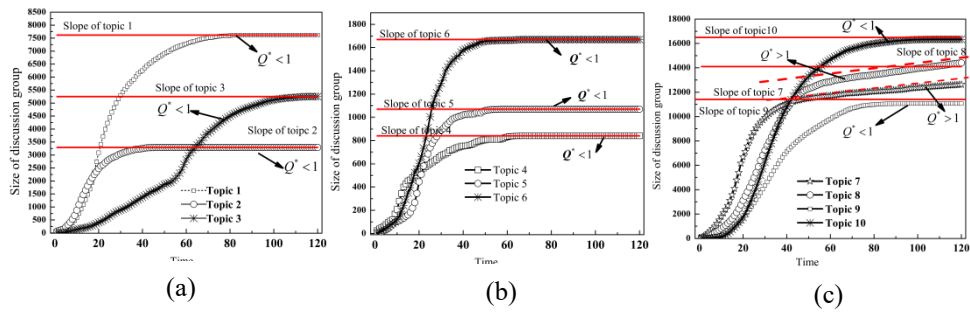 (a)
Size of discussion group
8000
7500
7000
6500
6000
5500
5000
4500
4000
3500
3000
2500
2000
1500
1000
500
0
Slope of topic 1
Q* < 1
Slope of topic 3
Q* < 1
Slope of toipc 2
Q* < 1
Topic 1
Topic 2
Topic 3
0 20 40 60 80 100 120
Time
(a)
(b)
Size of discussion group
1800
1600
1400
1200
1000
800
600
400
200
0
Slope of topic 6
Q* < 1
Slope of topic 5
Q* < 1
Slope of topic 4
Q* < 1
Topic 4
Topic 5
Topic 6
0 20 40 60 80 100 120
Time
(b)
(c)
Size of discussion group
18000
16000
14000
12000
10000
8000
6000
4000
2000
0
Slope of topic10
Q* < 1
Q* > 1
Slope of topic 8
Slope of topic 7
Slope of topic 9
Q* < 1
Q* > 1
Topic 7
Topic 8
Topic 9
Topic 10
0 20 40 60 80 100 120
Time
(c)